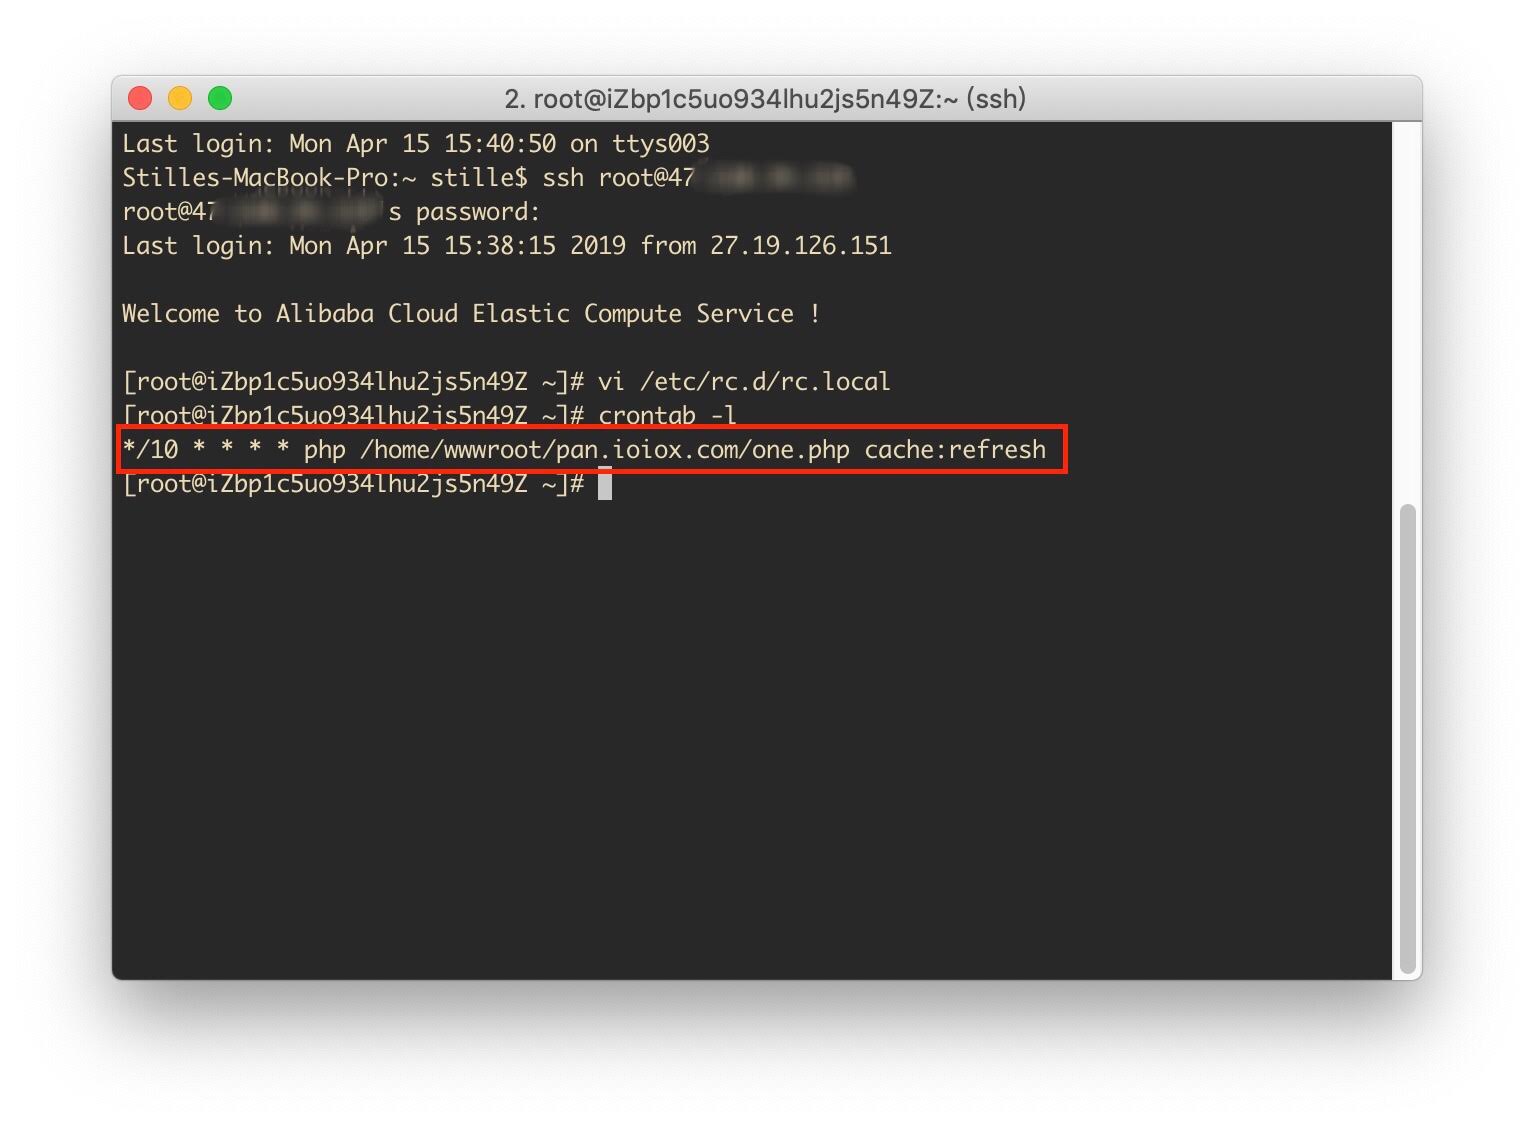 2. root@iZbp1c5uo934lhu2js5n49Z:~ (ssh)
Last login: Mon Apr 15 15:40:50 on ttys003
Stilles-MacBook-Pro:~ stille$ ssh root@47
root@47 's password:
Last login: Mon Apr 15 15:38:15 2019 from 27.19.126.151
Welcome to Alibaba Cloud Elastic Compute Service !
[root@iZbp1c5uo934lhu2js5n49Z ~]# vi /etc/rc.d/rc.local
[root@iZbp1c5uo934lhu2js5n49Z ~]# crontab -l
*/10 * * * * php /home/wwwroot/pan.ioiox.com/one.php cache:refresh
[root@iZbp1c5uo934lhu2js5n49Z ~]#